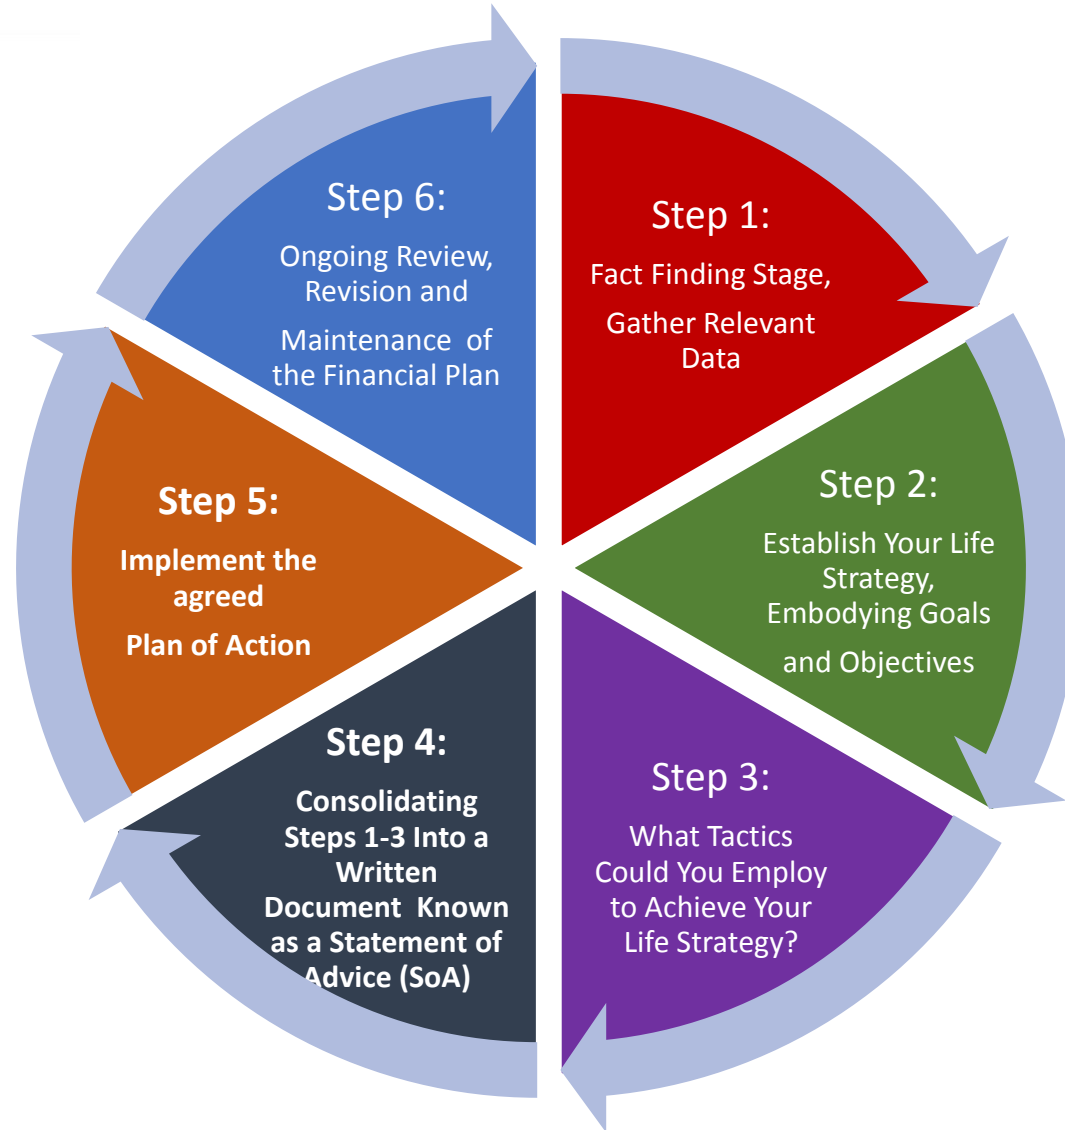 Step 1:
Fact Finding Stage,
Gather Relevant
Data
Step 2:
Establish Your Life
Strategy,
Embodying Goals
and Objectives
Step 3:
What Tactics
Could You Employ
to Achieve Your
Life Strategy?
Step 4:
Consolidating
Steps 1-3 Into a
Written
Document Known
as a Statement of
Advice (SoA)
Step 5:
Implement the
agreed
Plan of Action
Step 6:
Ongoing Review,
Revision and
Maintenance of
the Financial Plan